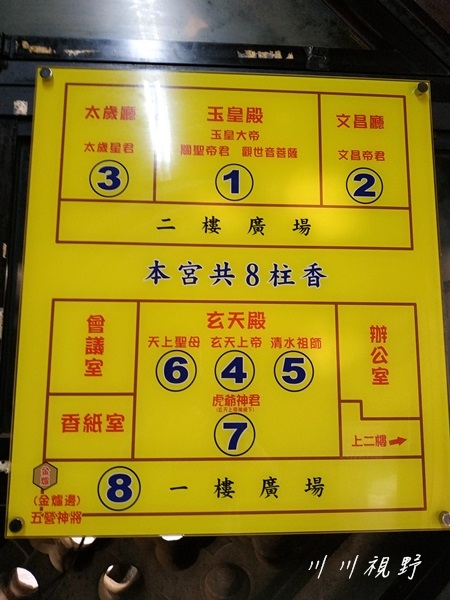 太歲廳
太歲星君
3
玉皇殿
玉皇大帝
關聖帝君 觀世音菩薩
1
文昌廳
文昌帝君
2
二樓廣場
本宮共8柱香
會議室
玄天殿
天上聖母 玄天上帝 清水祖師
6 4 5
辦公室
香紙室
虎爺神君
7
上二樓
金爐
(金爐邊)
五營神將
8
一樓廣場
川川視野